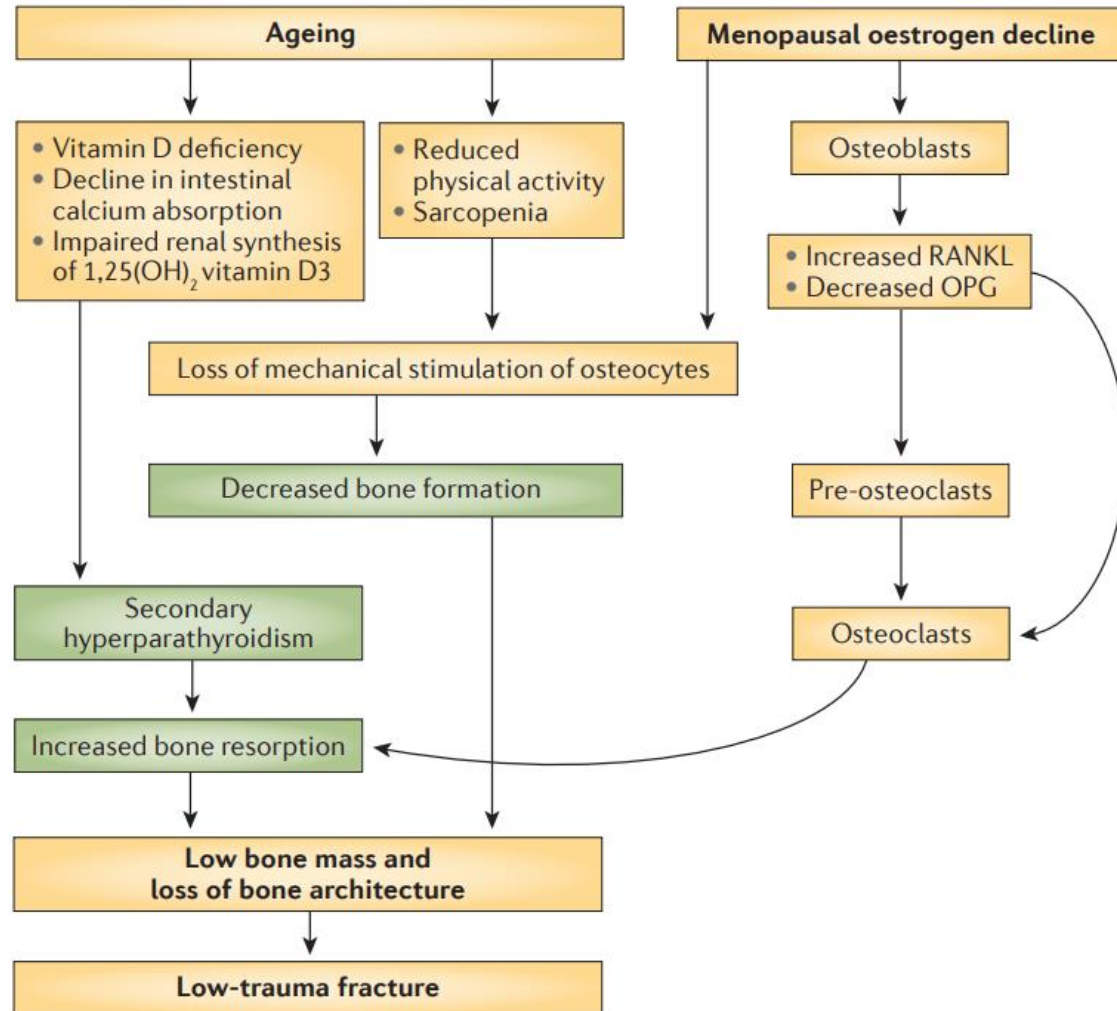 Ageing
Menopausal oestrogen decline
• Vitamin D deficiency
• Decline in intestinal
calcium absorption
• Impaired renal synthesis
of 1,25(OH)₂ vitamin D3
• Reduced
physical activity
• Sarcopenia
Osteoblasts
• Increased RANKL
• Decreased OPG
Loss of mechanical stimulation of osteocytes
Decreased bone formation
Pre-osteoclasts
Secondary
hyperparathyroidism
Osteoclasts
Increased bone resorption
Low bone mass and
loss of bone architecture
Low-trauma fracture